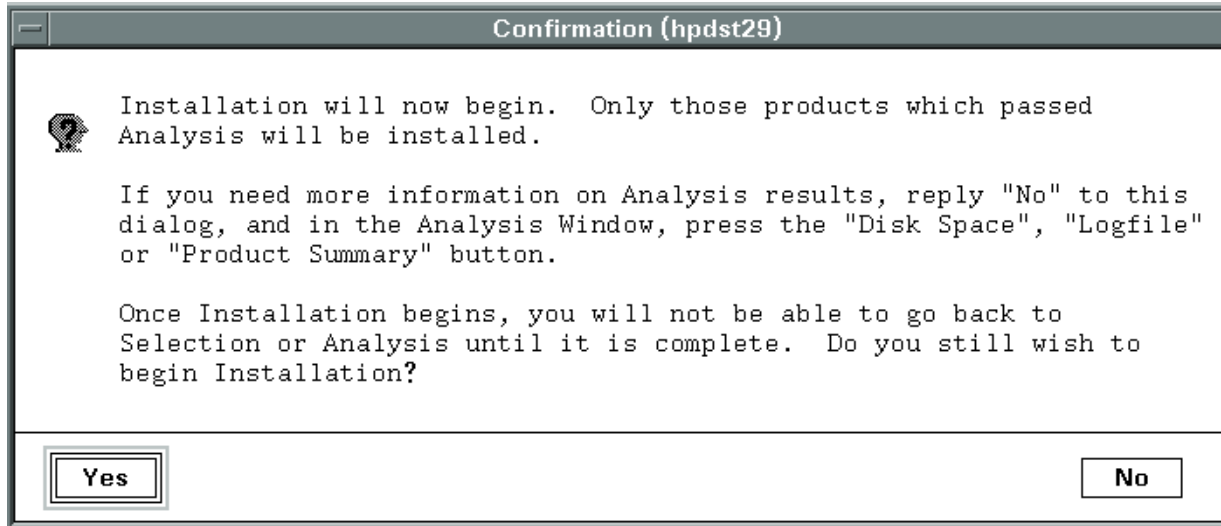 Confirmation (hpdst29)
Installation will now begin.  Only those products which passed
Analysis will be installed.
If you need more information on Analysis results, reply "No" to this
dialog, and in the Analysis Window, press the "Disk Space", "Logfile"
or "Product Summary" button.
Once Installation begins, you will not be able to go back to
Selection or Analysis until it is complete.  Do you still wish to
begin Installation?
Yes
No